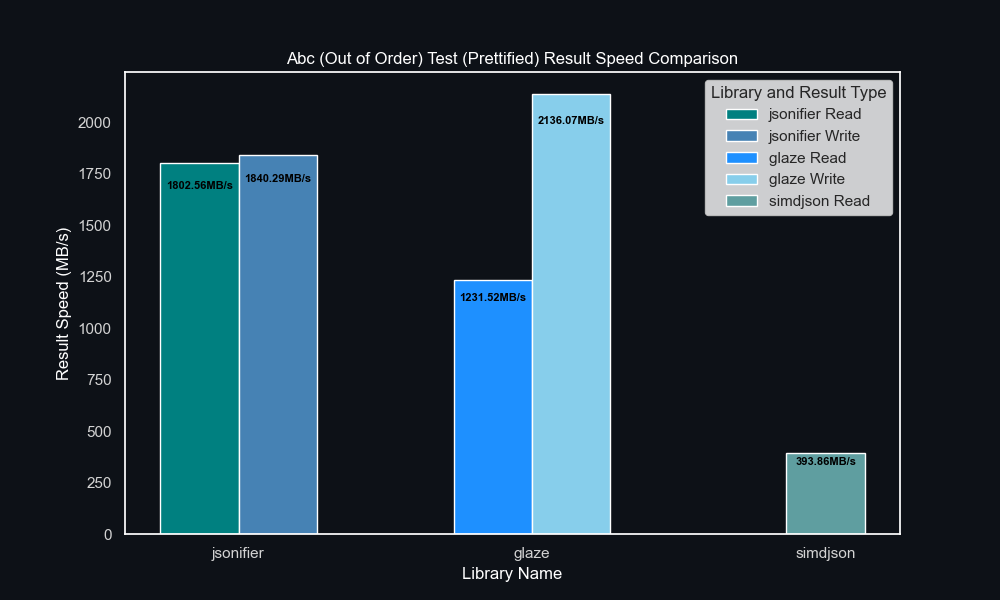 Abc (Out of Order) Test (Prettified) Result Speed Comparison
Result Speed (MB/s)
2000
1750
1500
1250
1000
750
500
250
0
1802.56MB/s
1840.29MB/s
1231.52MB/s
2136.07MB/s
393.86MB/s
Library and Result Type
jsonifier Read
jsonifier Write
glaze Read
glaze Write
simdjson Read
jsonifier
glaze
simdjson
Library Name